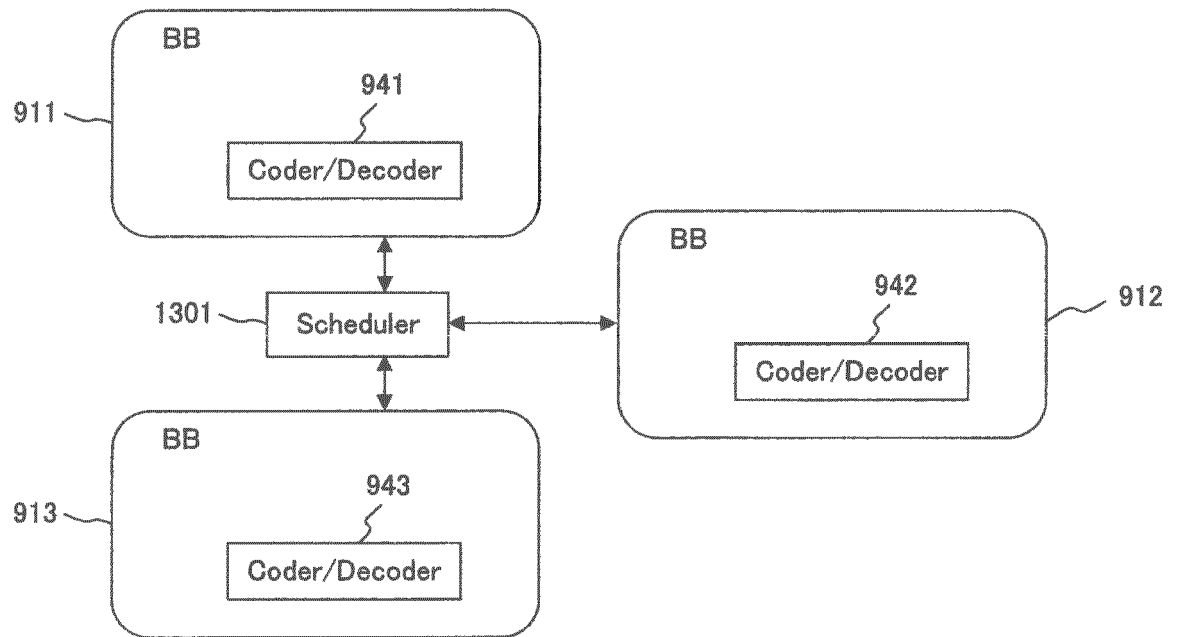 BB
941
911
Coder/Decoder
BB
942
1301
Scheduler
912
Coder/Decoder
BB
943
913
Coder/Decoder